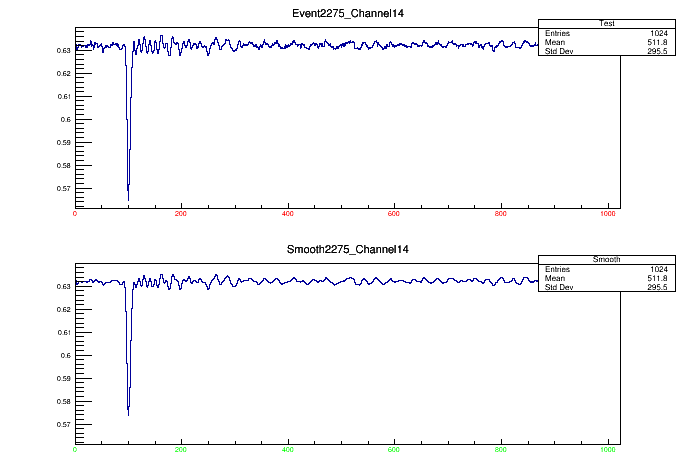 Event2275_Channel14
Test
Entries 1024
Mean 511.8
Std Dev 295.5
0.63
0.62
0.61
0.6
0.59
0.58
0.57
0 200 400 600 800 1000
Smooth2275_Channel14
Smooth
Entries 1024
Mean 511.8
Std Dev 295.5
0.63
0.62
0.61
0.6
0.59
0.58
0.57
0 200 400 600 800 1000